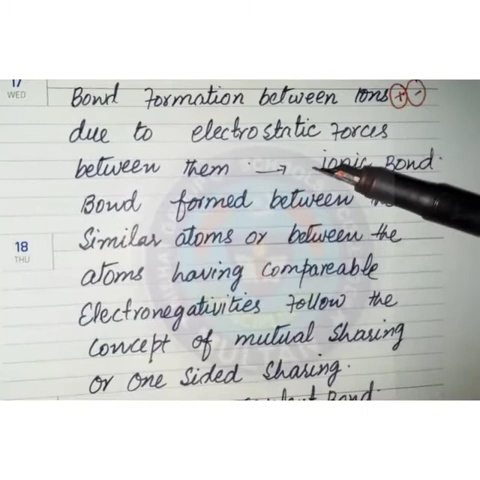 17
WED
Bond Formation between Ions + -
due to electrostatic Forces
between them. → ionic Bond.
Bond formed between the
18
THU
Similar atoms or between the
atoms having compareable
Electronegativities Follow the
concept of mutual Sharing
or one Sided Sharing.
Bond.